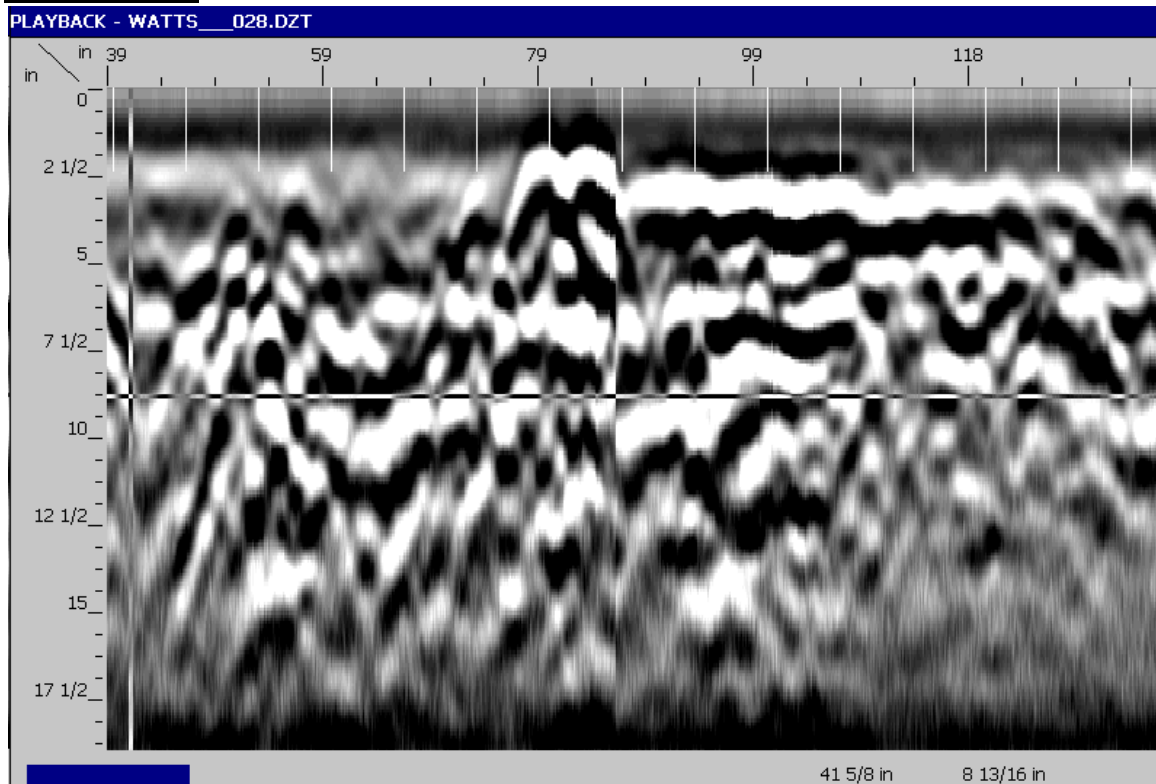 PLAYBACK - WATTS___028.DZT
in 39 59 79 99 118
in
0
2 1/2
5
7 1/2
10
12 1/2
15
17 1/2
41 5/8 in 8 13/16 in